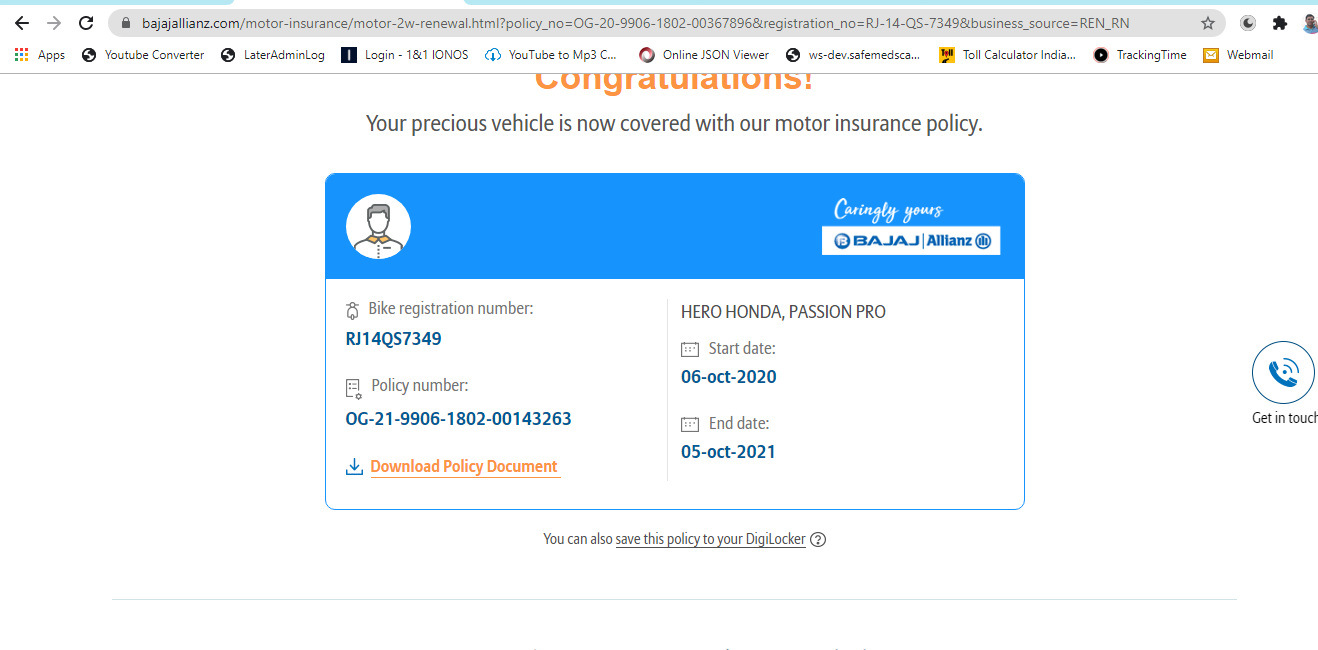 bajajallianz.com/motor-insurance/motor-2w-renewal.html?policy_no=OG-20-9906-1802-00367896&registration_no=RJ-14-QS-7349&business_source=REN_RN
Apps Youtube Converter LaterAdminLog Login - 1&1 IONOS YouTube to Mp3 C... Online JSON Viewer ws-dev.safemedsca... Toll Calculator India... TrackingTime Webmail
Congratulations!
Your precious vehicle is now covered with our motor insurance policy.
Caringly yours
BAJAJ | Allianz
Bike registration number:
RJ14QS7349
Policy number:
OG-21-9906-1802-00143263
Download Policy Document
HERO HONDA, PASSION PRO
Start date:
06-oct-2020
End date:
05-oct-2021
Get in touch
You can also save this policy to your DigiLocker ?